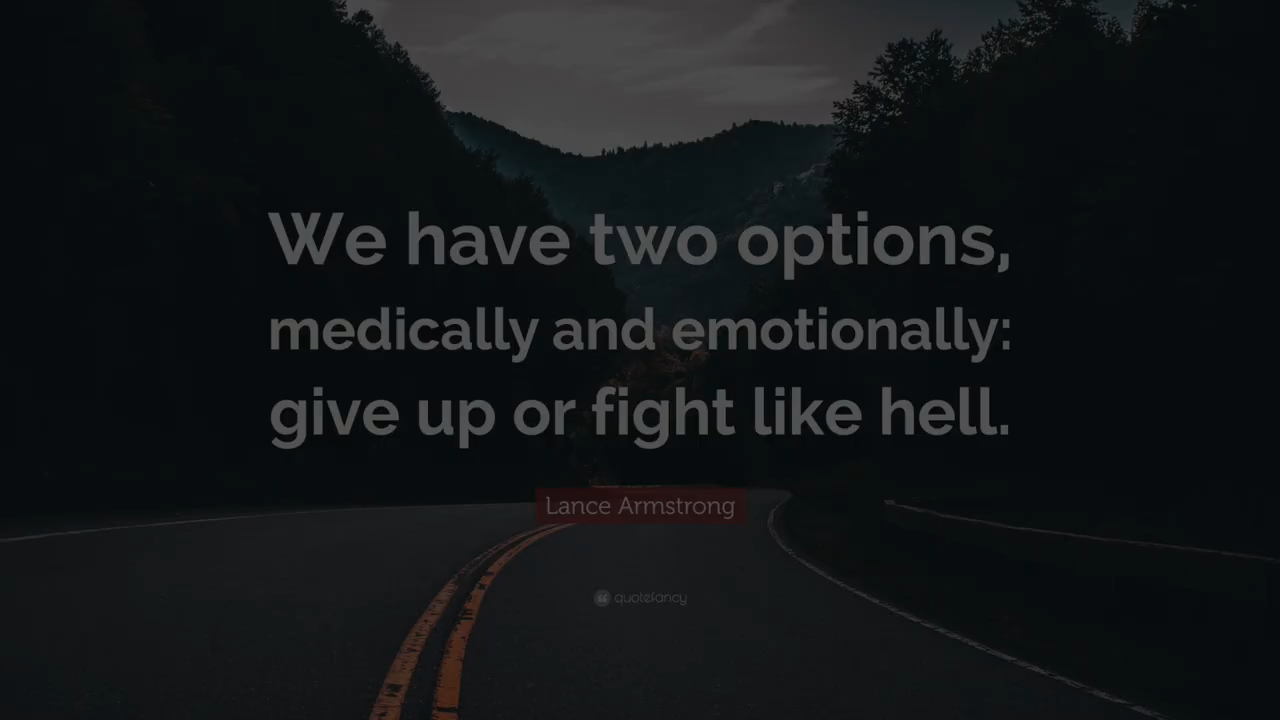 We have two options,
medically and emotionally:
give up or fight like hell.
Lance Armstrong
quotefancy